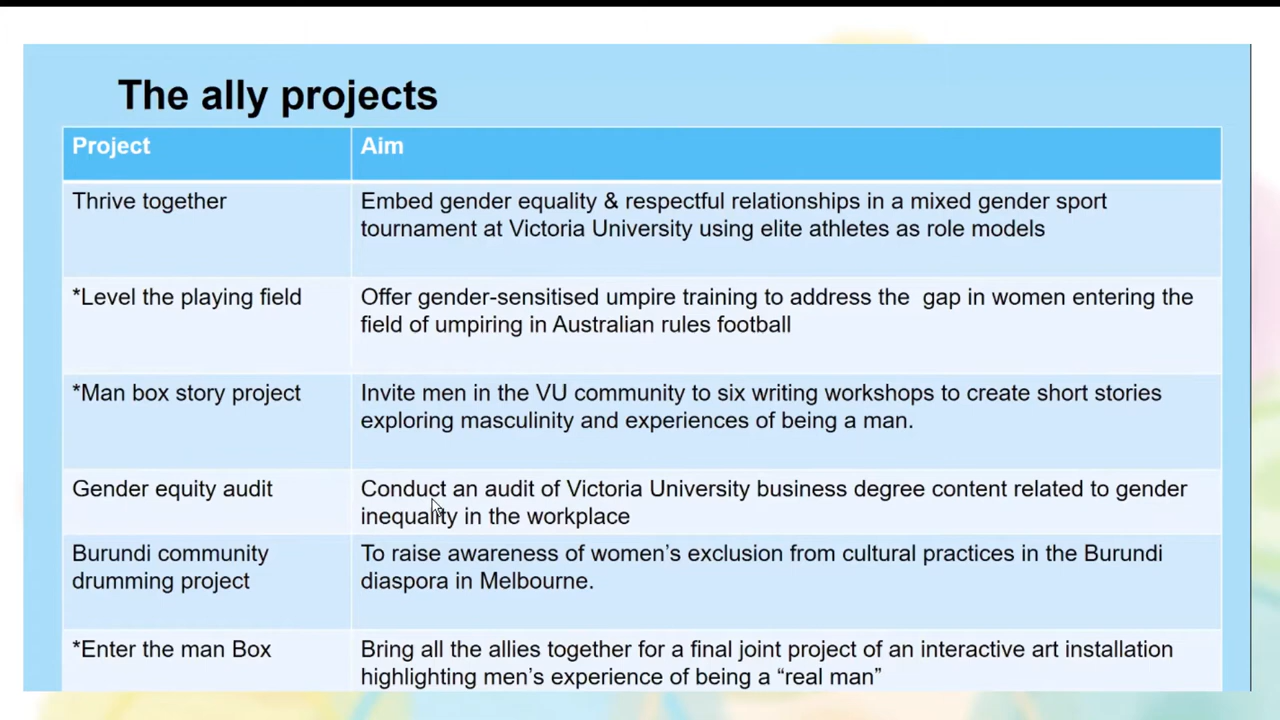 The ally projects
Project
Aim
Thrive together
Embed gender equality & respectful relationships in a mixed gender sport
tournament at Victoria University using elite athletes as role models
*Level the playing field
Offer gender-sensitised umpire training to address the  gap in women entering the
field of umpiring in Australian rules football
*Man box story project
Invite men in the VU community to six writing workshops to create short stories
exploring masculinity and experiences of being a man.
Gender equity audit
Conduct an audit of Victoria University business degree content related to gender
inequality in the workplace
Burundi community
drumming project
To raise awareness of women’s exclusion from cultural practices in the Burundi
diaspora in Melbourne.
*Enter the man Box
Bring all the allies together for a final joint project of an interactive art installation
highlighting men’s experience of being a “real man”